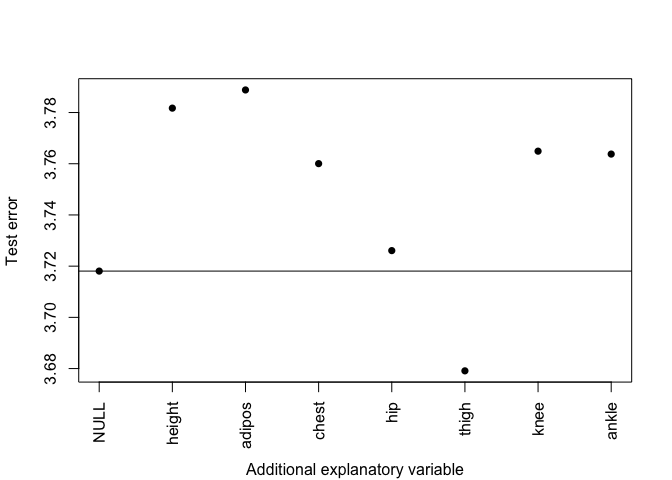 Test error
3.78
3.76
3.74
3.72
3.70
3.68
NULL
height
adipos
chest
hip
thigh
knee
ankle
Additional explanatory variable